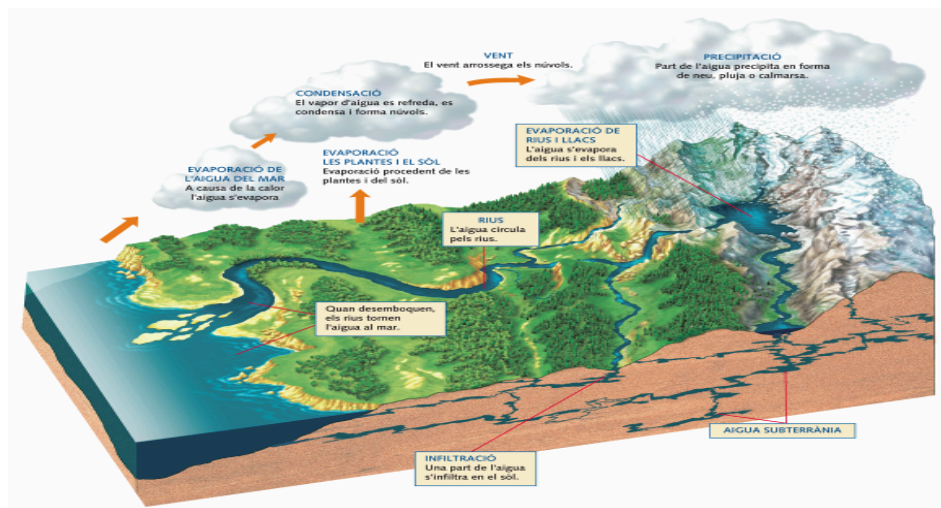 VENT
El vent arrossega els núvols.
PRECIPITACIÓ
Part de l'aigua precipita en forma
de neu, pluja o calmarsa.
CONDENSACIÓ
El vapor d'aigua es refreda, es
condensa i forma núvols.
EVAPORACIÓ DE
RIUS I LLACS
L'aigua s'evapora
dels rius i els llacs.
EVAPORACIÓ
LES PLANTES I EL SÒL
Evaporació procedent de les
plantes i del sòl.
EVAPORACIÓ DE
L'AIGUA DEL MAR
A causa de la calor
l'aigua s'evapora
RIUS
L'aigua circula
pels rius.
Quan desemboquen,
els rius tornen
l'aigua al mar.
AIGUA SUBTERRÀNIA
INFILTRACIÓ
Una part de l'aigua
s'infiltra en el sòl.